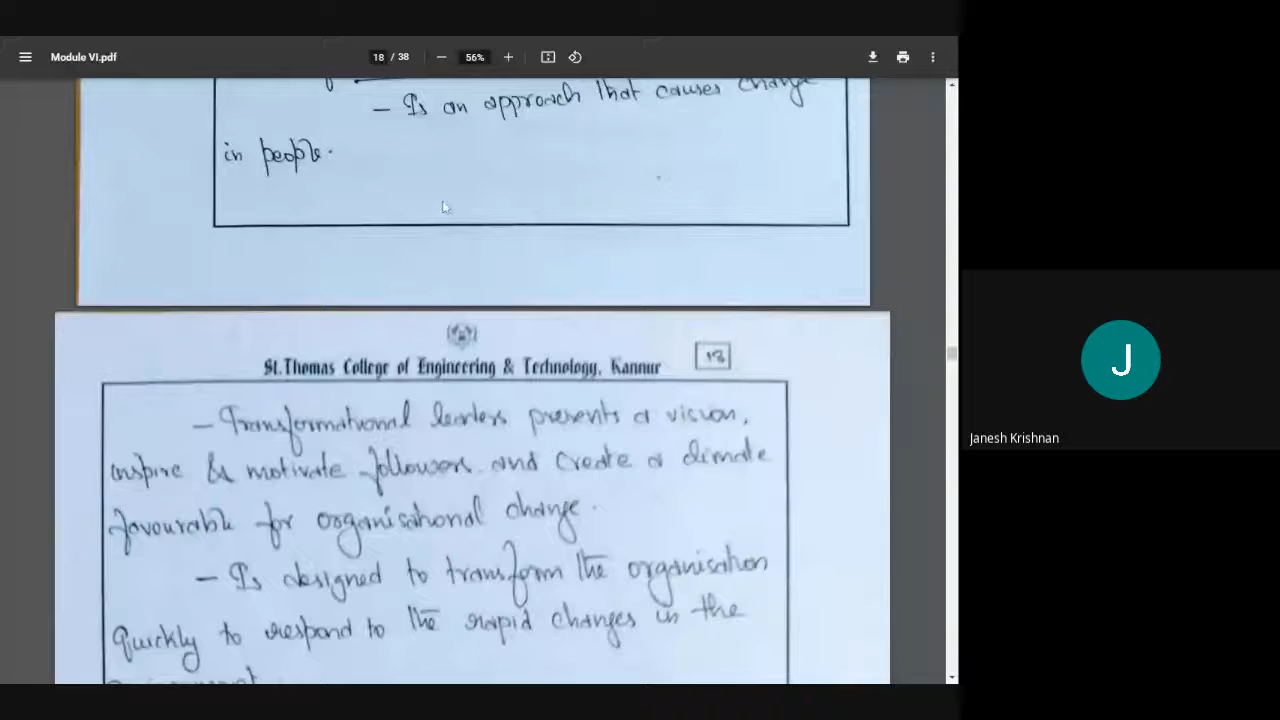 Module VI.pdf
18 / 38
56%
- Is an approach that causes change
in people.
St.Thomas College of Engineering & Technology, Kannur
18
- Transformational leaders presents a vision,
inspire & motivate followers and create a climate
favourable for organisational change.
- Is designed to transform the organisation
quickly to respond to the rapid changes in the
J
Janesh Krishnan